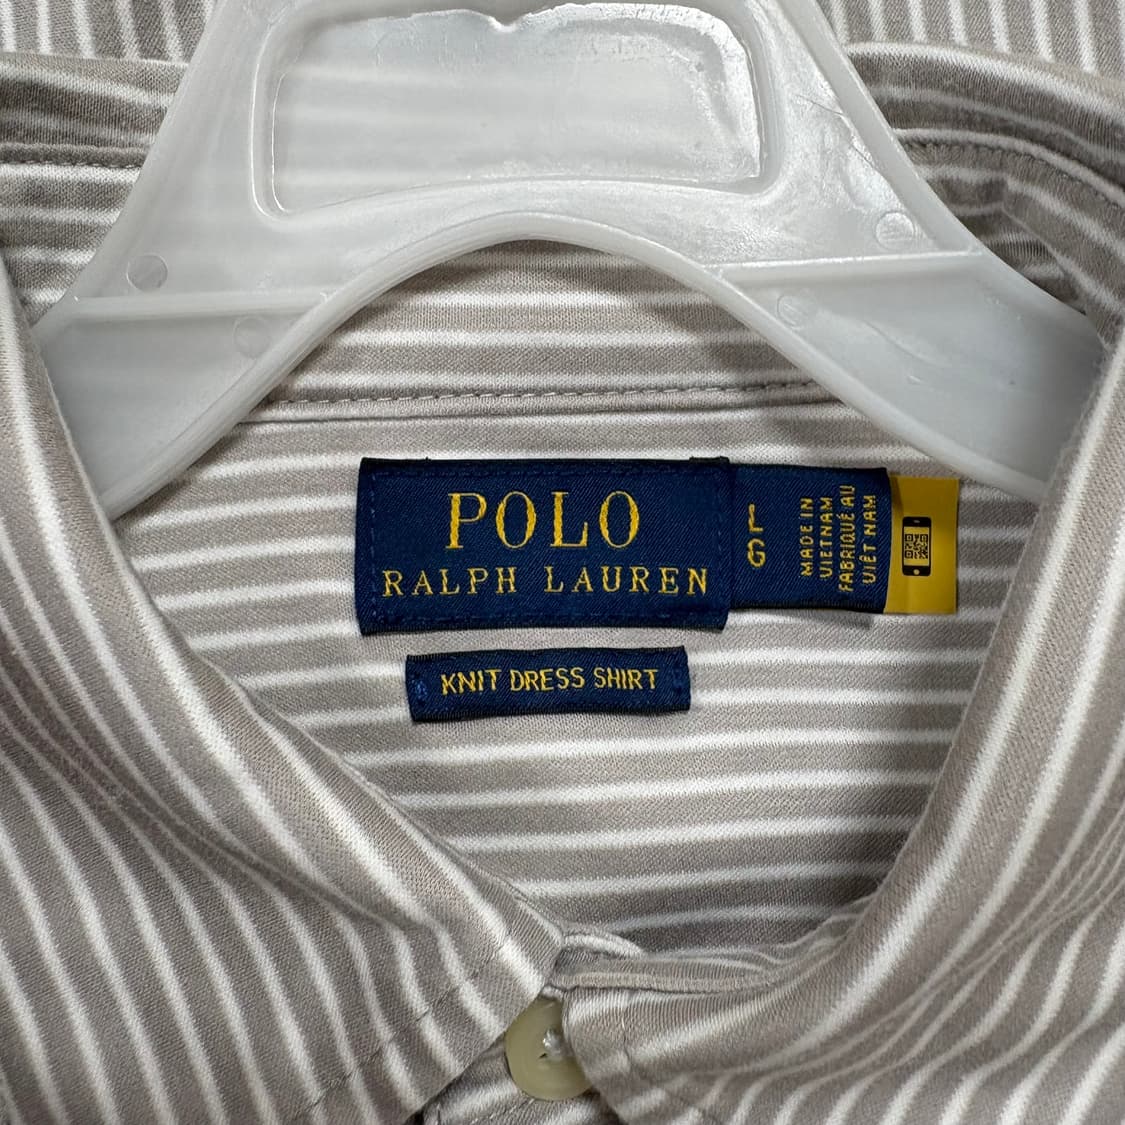 POLO
RALPH LAUREN
L
G
MADE IN
VIETNAM
FABRIQUÉ AU
VIÊT NAM
KNIT DRESS SHIRT